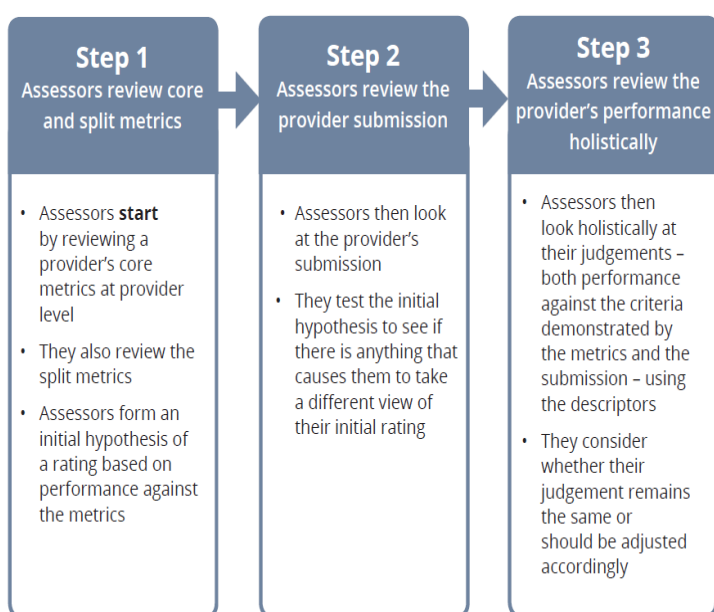 Step 1
Assessors review core
and split metrics
• Assessors start
by reviewing a
provider's core
metrics at provider
level
• They also review the
split metrics
• Assessors form an
initial hypothesis of
a rating based on
performance against
the metrics
Step 2
Assessors review the
provider submission
• Assessors then look
at the provider's
submission
• They test the initial
hypothesis to see if
there is anything that
causes them to take
a different view of
their initial rating
Step 3
Assessors review the
provider's performance
holistically
• Assessors then
look holistically at
their judgements –
both performance
against the criteria
demonstrated by
the metrics and the
submission – using
the descriptors
• They consider
whether their
judgement remains
the same or
should be adjusted
accordingly